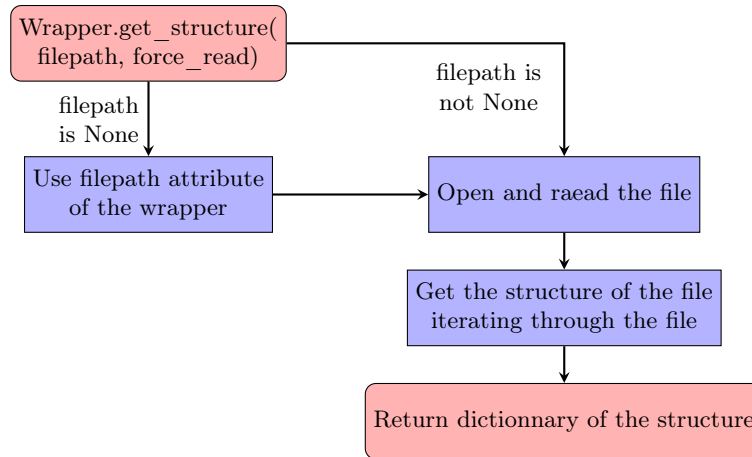 Wrapper.get_structure(
filepath, force_read)
filepath
is None
filepath is
not None
Use filepath attribute
of the wrapper
Open and raead the file
Get the structure of the file
iterating through the file
Return dictionnary of the structure